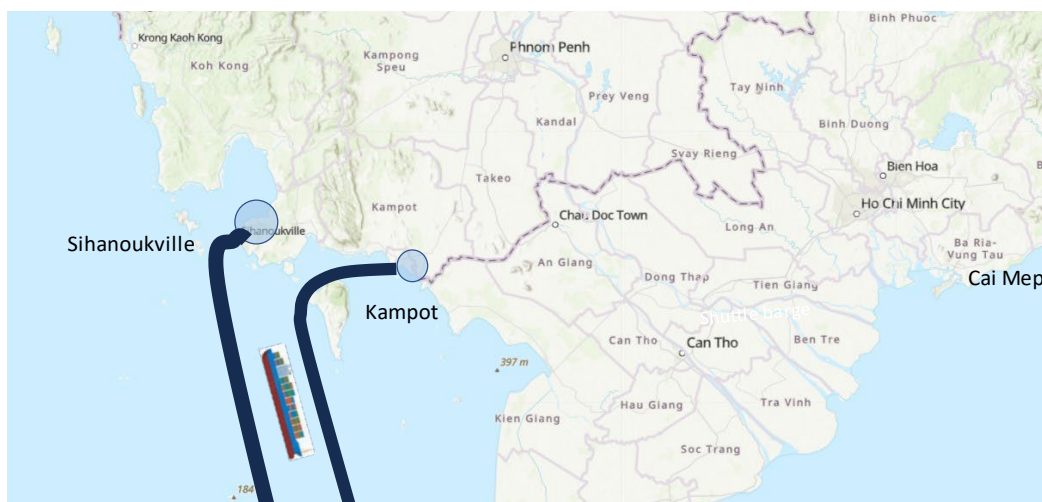 Krong Kaoh Kong
Koh Kong
Kampong
Speu
Phnom Penh
Prey Veng
Kandal
Takeo
Kampot
Svay Rieng
Binh Phuoc
Tay Ninh
Binh Duong
Bien Hoa
Ho Chi Minh City
Ba Ria-
Vung Tau
Cai Mep
Long An
Chau Doc Town
An Giang
Dong Thap
Tien Giang
Shuttle barge
Ben Tre
Can Tho
Can Tho
Tra Vinh
Hau Giang
Soc Trang
Kien Giang
397 m
Sihanoukville
Sihanoukville
Kampot
184